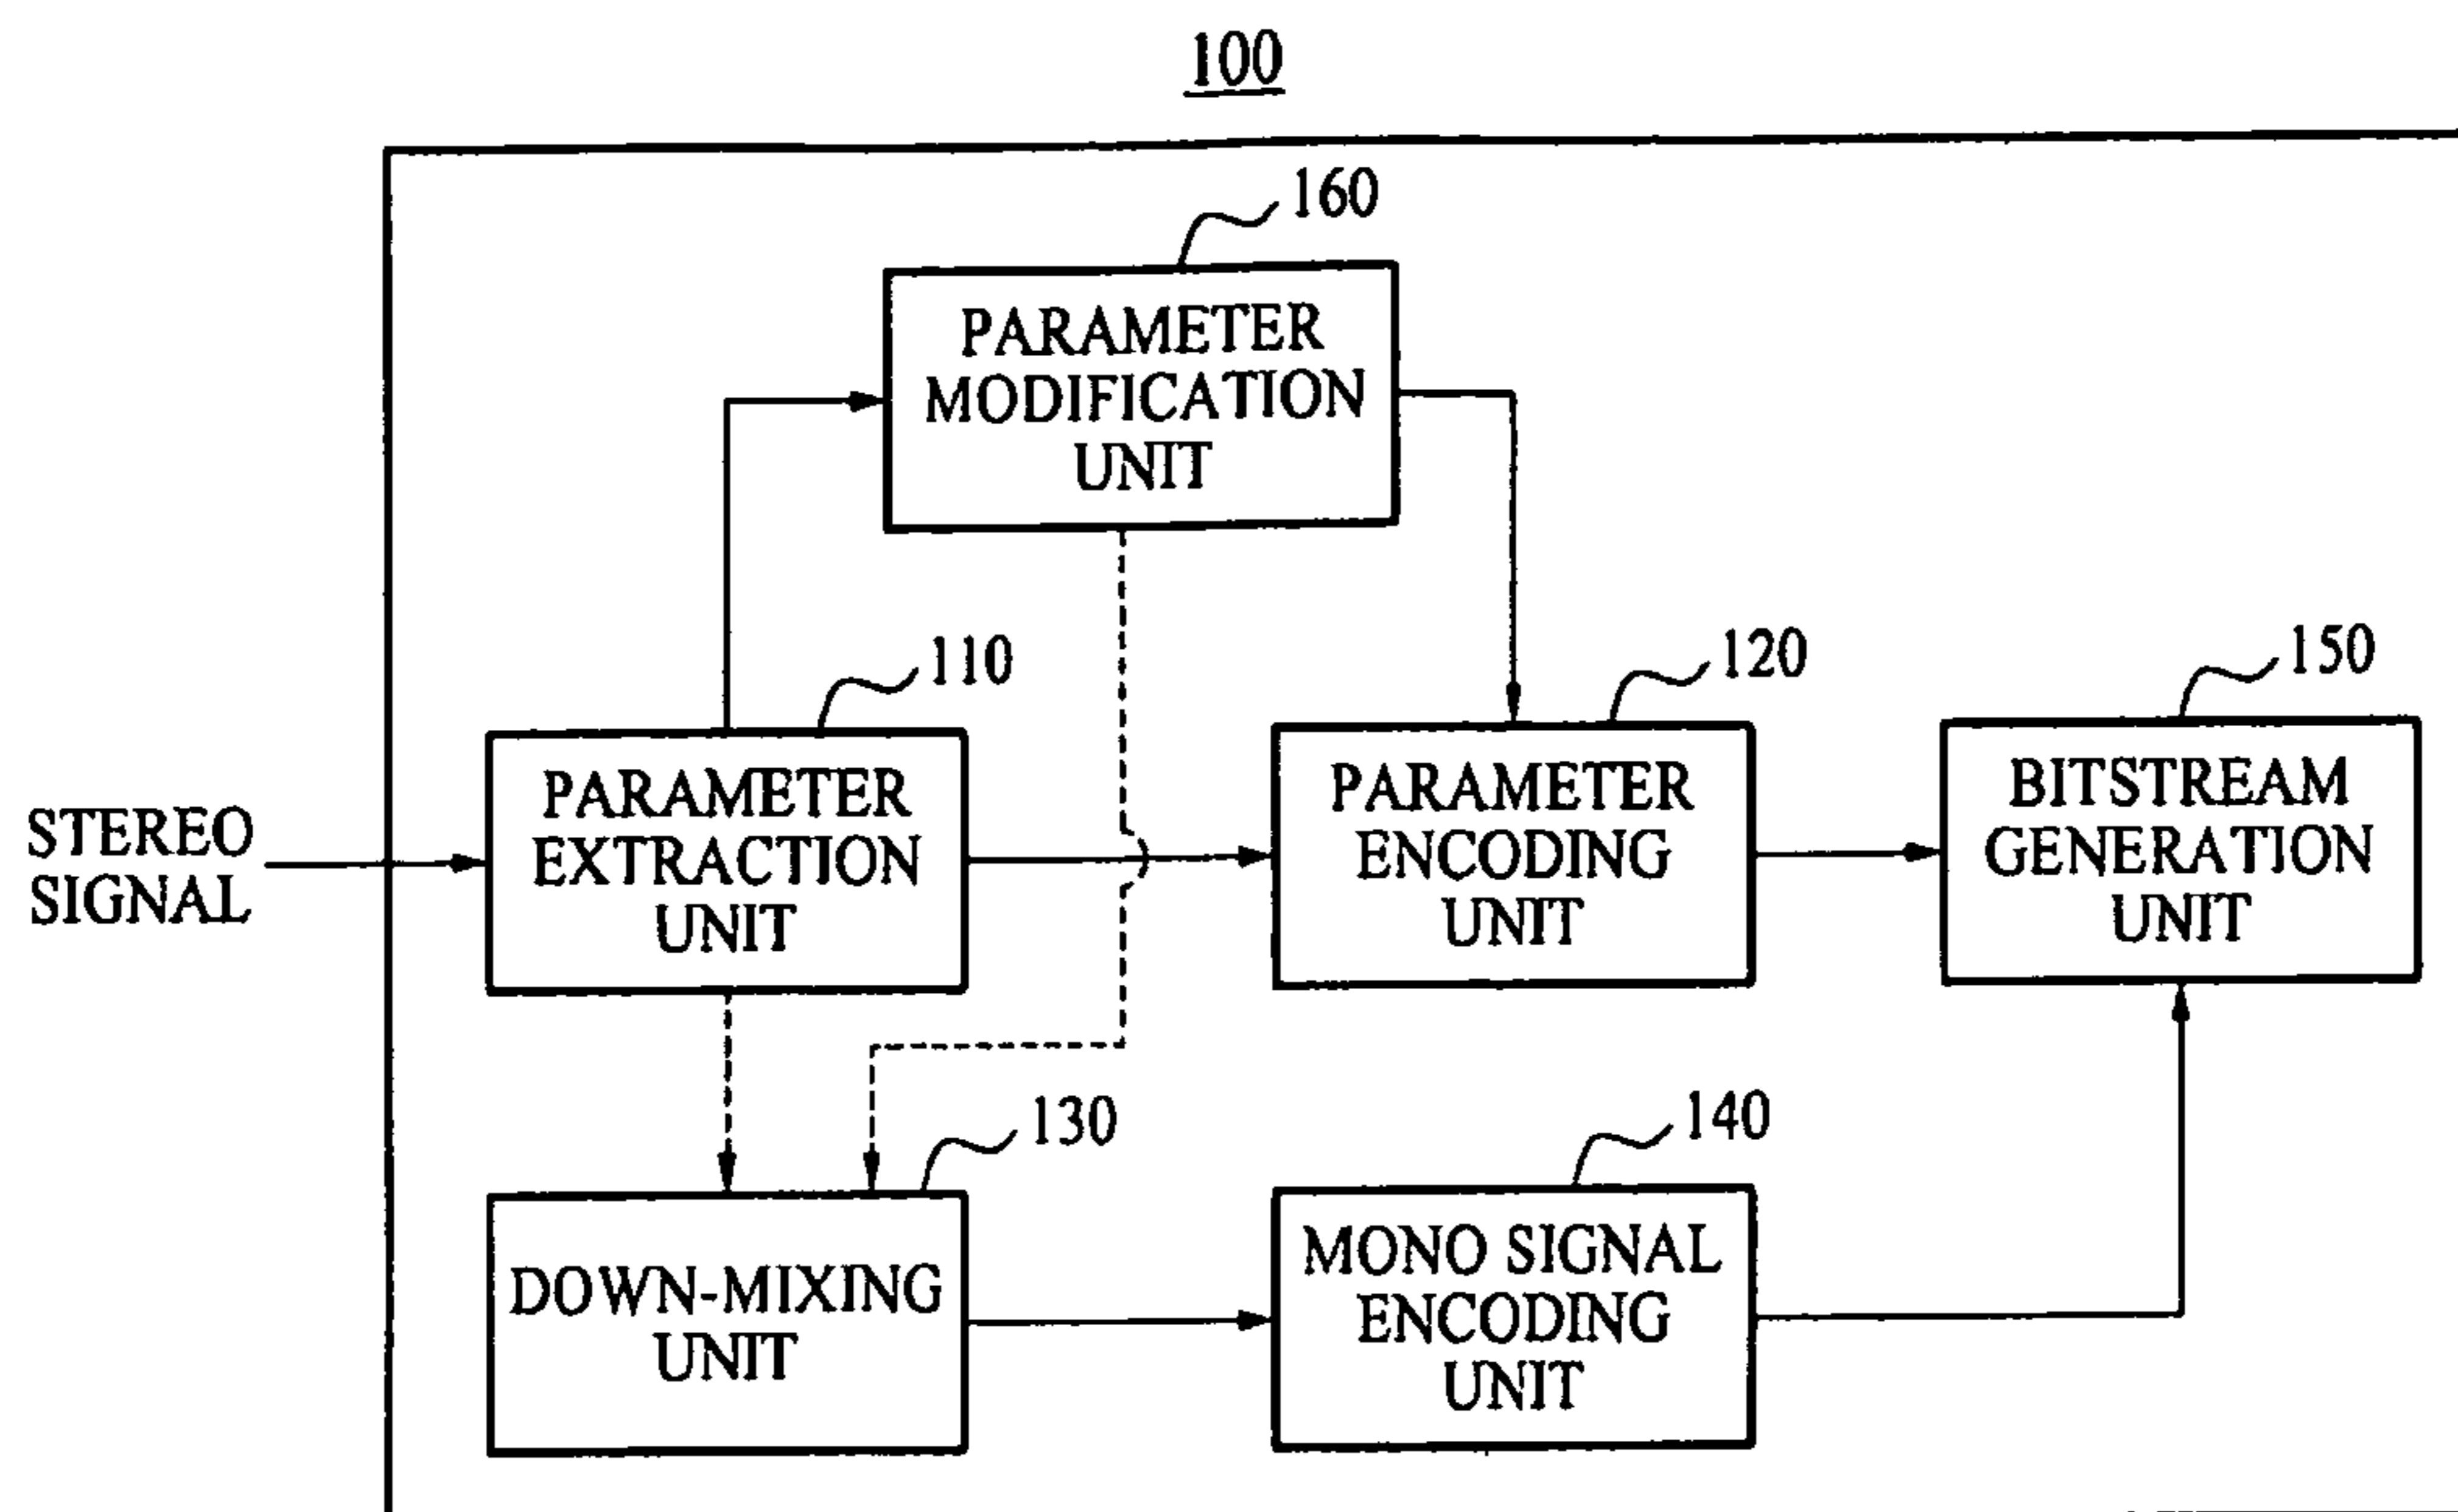 100
160
PARAMETER
MODIFICATION
UNIT
110
120
150
STEREO
SIGNAL
PARAMETER
EXTRACTION
UNIT
PARAMETER
ENCODING
UNIT
BITSTREAM
GENERATION
UNIT
130
140
DOWN-MIXING
UNIT
MONO SIGNAL
ENCODING
UNIT